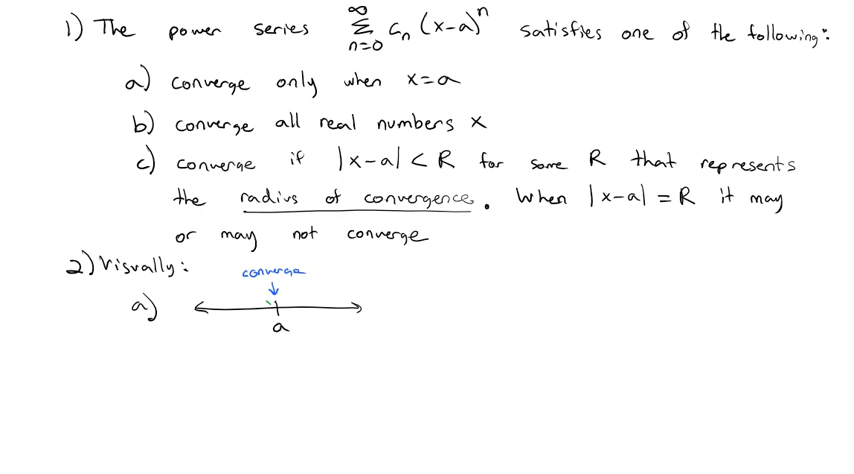 1) The power series ∞∑n=0 cn (x-a)^n satisfies one of the following:
a) converge only when x=a
b) converge all real numbers x
c) converge if |x-a| < R for some R that represents
the radius of convergence. When |x-a| = R it may
or may not converge
2) Visually:
converge
a)
a